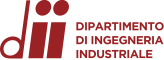 dii
DIPARTIMENTO
DI INGEGNERIA
INDUSTRIALE